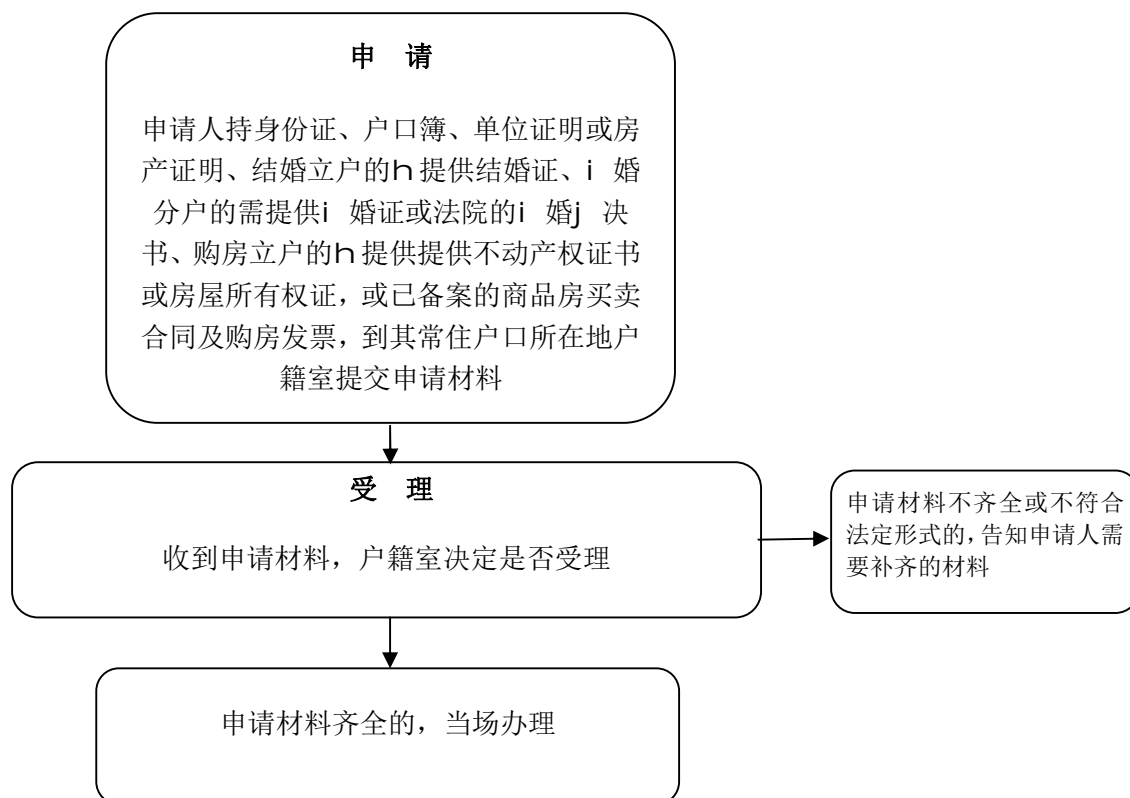 申 请
申请人持身份证、户口簿、单位证明或房
产证明、结婚立户的h提供结婚证、i 婚
分户的需提供i 婚证或法院的i 婚j 决
书、购房立户的h提供提供不动产权证书
或房屋所有权证，或已备案的商品房买卖
合同及购房发票，到其常住户口所在地户
籍室提交申请材料
受 理
收到申请材料，户籍室决定是否受理
申请材料不齐全或不符合
法定形式的，告知申请人需
要补齐的材料
申请材料齐全的，当场办理